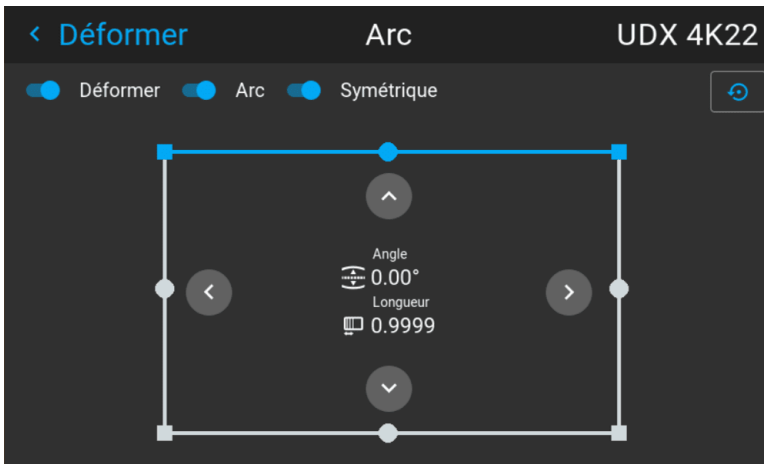 Déformer Arc UDX 4K22
Déformer Arc Symétrique
Angle
0.00°
Longueur
0.9999